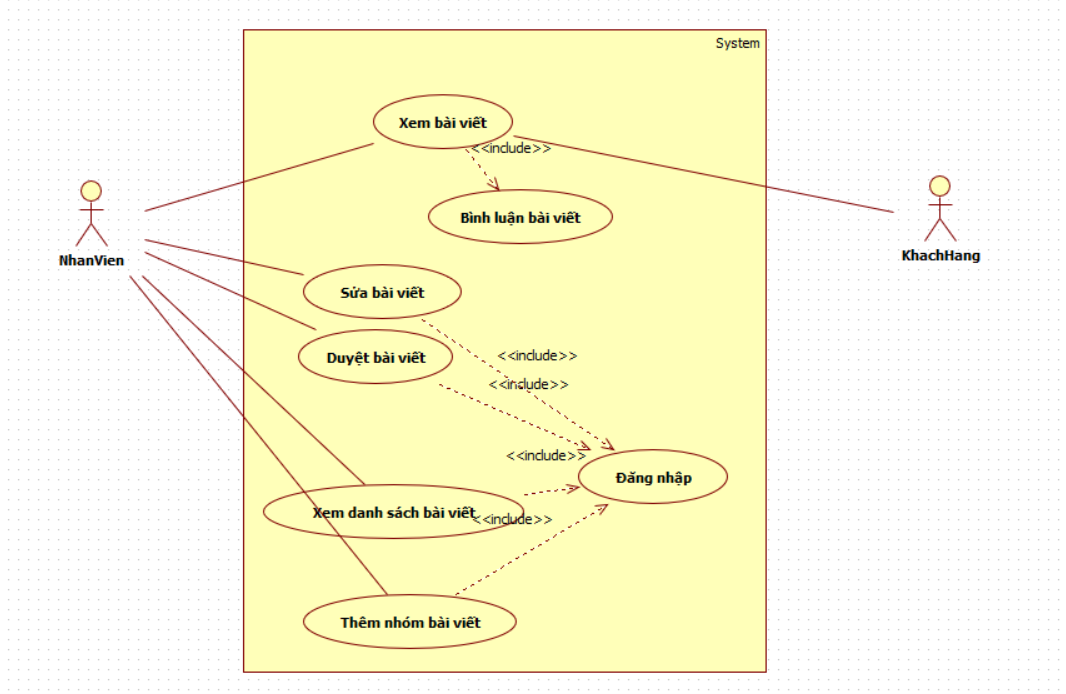 System
Xem bài viết
<<include>>
Bình luận bài viết
NhanVien
KhachHang
Sửa bài viết
Duyệt bài viết
<<include>>
<<include>>
<<include>>
Đăng nhập
Xem danh sách bài viết
<<include>>
Thêm nhóm bài viết